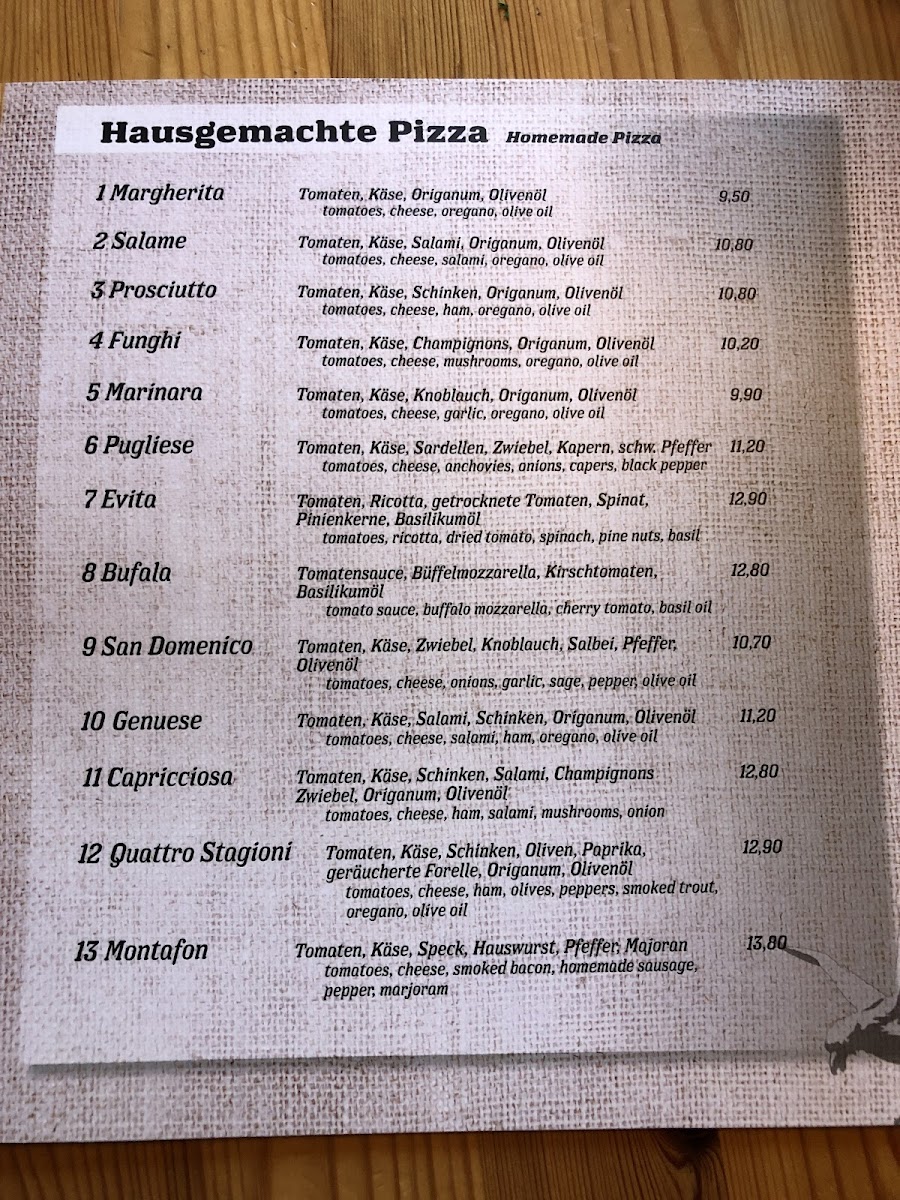 Hausgemachte Pizza Homemade Pizza
1 Margherita Tomaten, Käse, Origanum, Olivenöl 9,50
tomatoes, cheese, oregano, olive oil
2 Salame Tomaten, Käse, Salami, Origanum, Olivenöl 10,80
tomatoes, cheese, salami, oregano, olive oil
3 Prosciutto Tomaten, Käse, Schinken, Origanum, Olivenöl 10,80
tomatoes, cheese, ham, oregano, olive oil
4 Funghi Tomaten, Käse, Champignons, Origanum, Olivenöl 10,20
tomatoes, cheese, mushrooms, oregano, olive oil
5 Marinara Tomaten, Käse, Knoblauch, Origanum, Olivenöl 9,90
tomatoes, cheese, garlic, oregano, olive oil
6 Pugliese Tomaten, Käse, Sardellen, Zwiebel, Kapern, schw. Pfeffer 11,20
tomatoes, cheese, anchovies, onions, capers, black pepper
7 Evita Tomaten, Ricotta, getrocknete Tomaten, Spinat, 12,90
Pinienkerne, Basilikumöl
tomatoes, ricotta, dried tomato, spinach, pine nuts, basil
8 Bufala Tomatensauce, Büffelmozzarella, Kirschtomaten, 12,80
Basilikumöl
tomato sauce, buffalo mozzarella, cherry tomato, basil oil
9 San Domenico Tomaten, Käse, Zwiebel, Knoblauch, Salbei, Pfeffer, 10,70
Olivenöl
tomatoes, cheese, onions, garlic, sage, pepper, olive oil
10 Genuese Tomaten, Käse, Salami, Schinken, Origanum, Olivenöl 11,20
tomatoes, cheese, salami, ham, oregano, olive oil
11 Capricciosa Tomaten, Käse, Schinken, Salami, Champignons 12,80
Zwiebel, Origanum, Olivenöl
tomatoes, cheese, ham, salami, mushrooms, onion
12 Quattro Stagioni Tomaten, Käse, Schinken, Oliven, Paprika, 12,90
geräucherte Forelle, Origanum, Olivenöl
tomatoes, cheese, ham, olives, peppers, smoked trout,
oregano, olive oil
13 Montafon Tomaten, Käse, Speck, Hauswurst, Pfeffer, Majoran 13,80
tomatoes, cheese, smoked bacon, homemade sausage,
pepper, marjoram